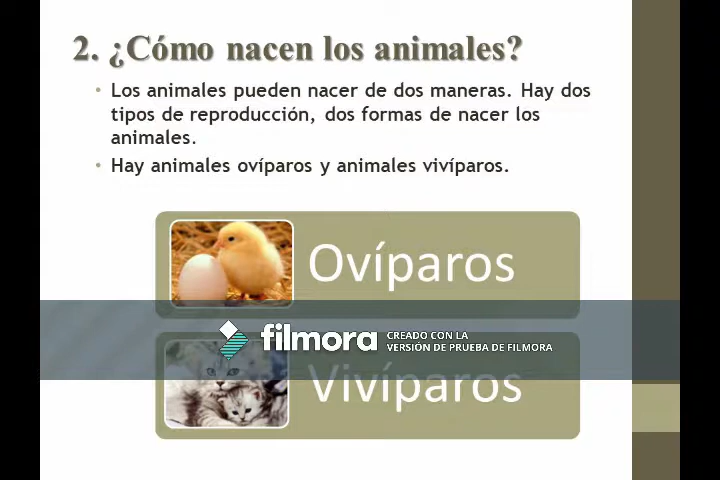 2. ¿Cómo nacen los animales?
• Los animales pueden nacer de dos maneras. Hay dos
tipos de reproducción, dos formas de nacer los
animales.
• Hay animales ovíparos y animales vivíparos.
Ovíparos
filmora
CREADO CON LA
VERSIÓN DE PRUEBA DE FILMORA
Vivíparos